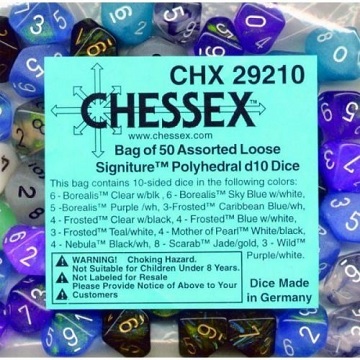 CHX 29210
CHESSEX™
www.chessex.com
Bag of 50 Assorted Loose
Signiture™ Polyhedral d10 Dice
This bag contains 10-sided dice in the following colors:
6 - Borealis™ Clear w/blk , 6 - Borealis™ Sky Blue w/white,
5 -Borealis™ Purple /wh, 3-Frosted™ Caribbean Blue/wh,
4 - Frosted™ Clear w/black, 4 - Frosted™ Blue w/white,
3 - Frosted™ Teal/white, 4 - Mother of Pearl™ White/black,
4 - Nebula™ Black/wh, 8 - Scarab™ Jade/gold, 3 - Wild™
Purple/white.
WARNING! Choking Hazard.
Not Suitable for Children Under 8 Years.
Not Labeled for Resale
Please Provide Notice of Above to Your
Customers
Dice Made in
Germany